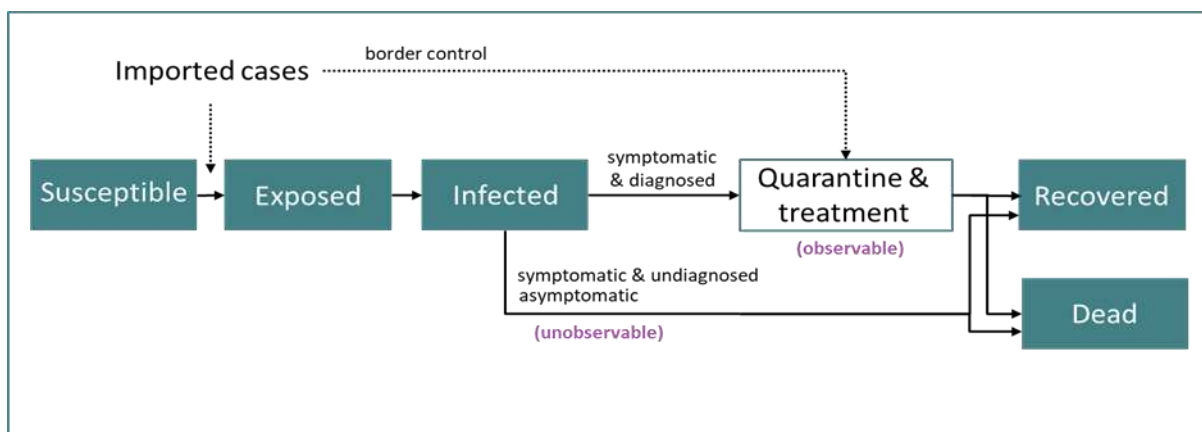 border control
Imported cases
symptomatic
& diagnosed
Susceptible
Exposed
Infected
Quarantine &
treatment
Recovered
(observable)
symptomatic & undiagnosed
asymptomatic
(unobservable)
Dead